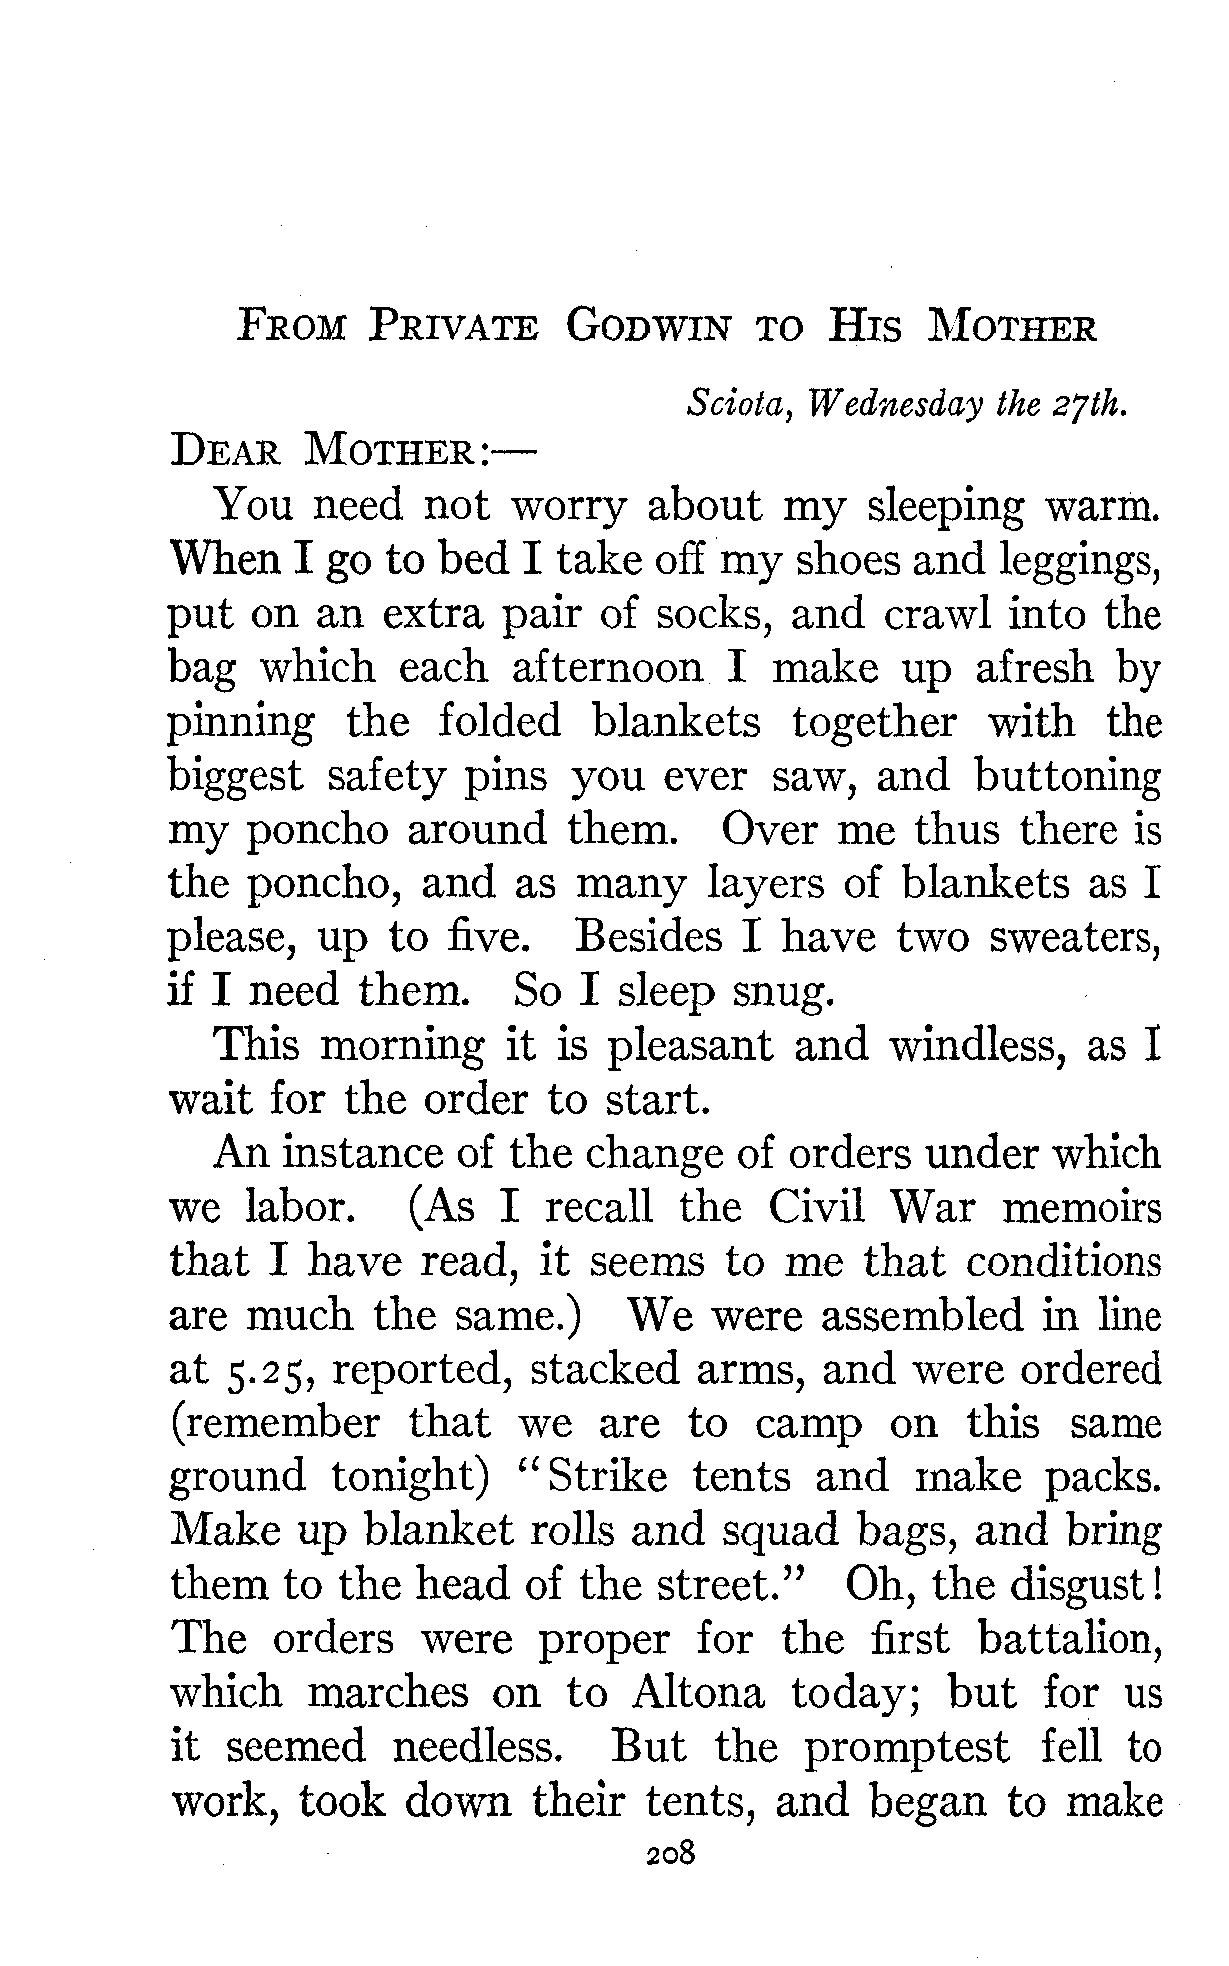 From Private Godwin to His Mother
Sciota, Wednesday the 27th.
Dear Mother:—
You need not worry about my sleeping warm.
When I go to bed I take off my shoes and leggings,
put on an extra pair of socks, and crawl into the
bag which each afternoon I make up afresh by
pinning the folded blankets together with the
biggest safety pins you ever saw, and buttoning
my poncho around them. Over me thus there is
the poncho, and as many layers of blankets as I
please, up to five. Besides I have two sweaters,
if I need them. So I sleep snug.
This morning it is pleasant and windless, as I
wait for the order to start.
An instance of the change of orders under which
we labor. (As I recall the Civil War memoirs
that I have read, it seems to me that conditions
are much the same.) We were assembled in line
at 5.25, reported, stacked arms, and were ordered
(remember that we are to camp on this same
ground tonight) “Strike tents and make packs.
Make up blanket rolls and squad bags, and bring
them to the head of the street.” Oh, the disgust!
The orders were proper for the first battalion,
which marches on to Altona today; but for us
it seemed needless. But the promptest fell to
work, took down their tents, and began to make
208